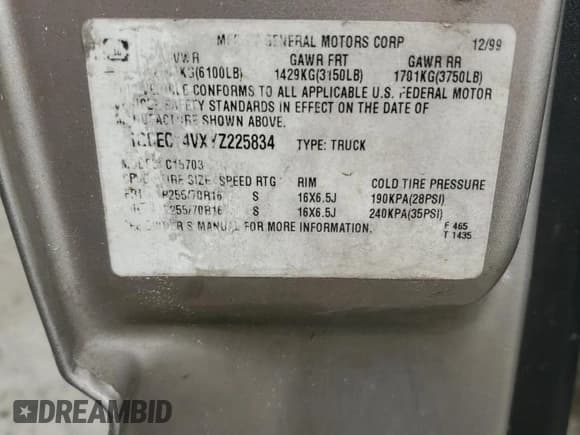 GENERAL MOTORS CORP 12/99
GAWR FRT GAWR RR
(6100LB) 1429KG(3150LB) 1701KG(3750LB)
CONFORMS TO ALL APPLICABLE U.S. FEDERAL MOTOR
SAFETY STANDARDS IN EFFECT ON THE DATE OF
SHOWN ABOVE.
4VX Z225834 TYPE: TRUCK
C15703
SIZE SPEED RTG RIM COLD TIRE PRESSURE
P255/70R16 S 16X6.5J 190KPA(28PSI)
P255/70R16 S 16X6.5J 240KPA(35PSI)
MANUAL FOR MORE INFORMATION.
F 465
T 1435
DREAMBID